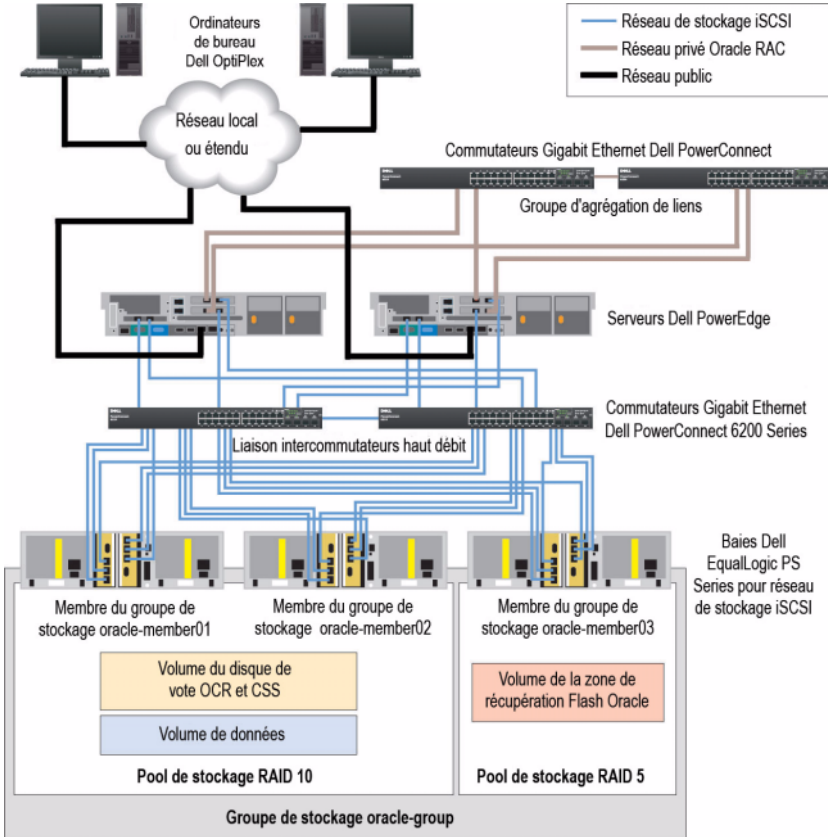 Ordinateurs
de bureau
Dell OptiPlex
Réseau de stockage iSCSI
Réseau privé Oracle RAC
Réseau public
Réseau local
ou étendu
Commutateurs Gigabit Ethernet Dell PowerConnect
DELL
Groupe d'agrégation de liens
Serveurs Dell PowerEdge
DELL
Commutateurs Gigabit Ethernet
Dell PowerConnect 6200 Series
Liaison intercommutateurs haut débit
Baies Dell
EqualLogic PS
Series pour réseau
de stockage iSCSI
Membre du groupe de
stockage oracle-member01
Membre du groupe de
stockage oracle-member02
Membre du groupe de
stockage oracle-member03
Volume du disque de
vote OCR et CSS
Volume de données
Volume de la zone de
récupération Flash Oracle
Pool de stockage RAID 10
Pool de stockage RAID 5
Groupe de stockage oracle-group